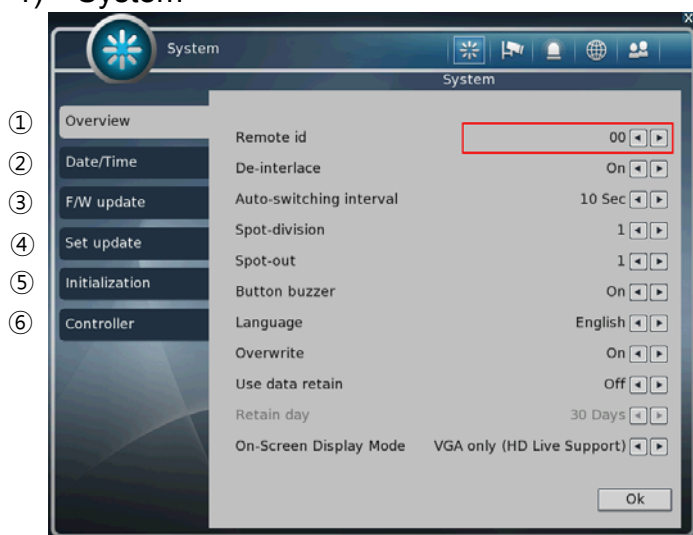 System
X
System
System
① Overview
② Date/Time
③ F/W update
④ Set update
⑤ Initialization
⑥ Controller
Remote id 00
De-interlace On
Auto-switching interval 10 Sec
Spot-division 1
Spot-out 1
Button buzzer On
Language English
Overwrite On
Use data retain Off
Retain day 30 Days
On-Screen Display Mode VGA only (HD Live Support)
Ok